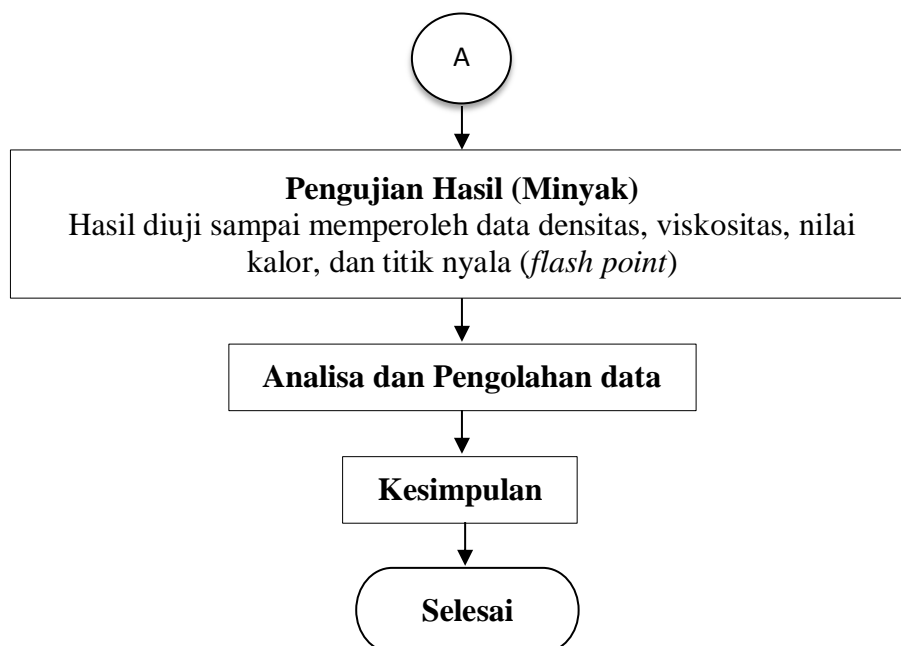 A
Pengujian Hasil (Minyak)
Hasil diuji sampai memperoleh data densitas, viskositas, nilai
kalor, dan titik nyala (flash point)
Analisa dan Pengolahan data
Kesimpulan
Selesai